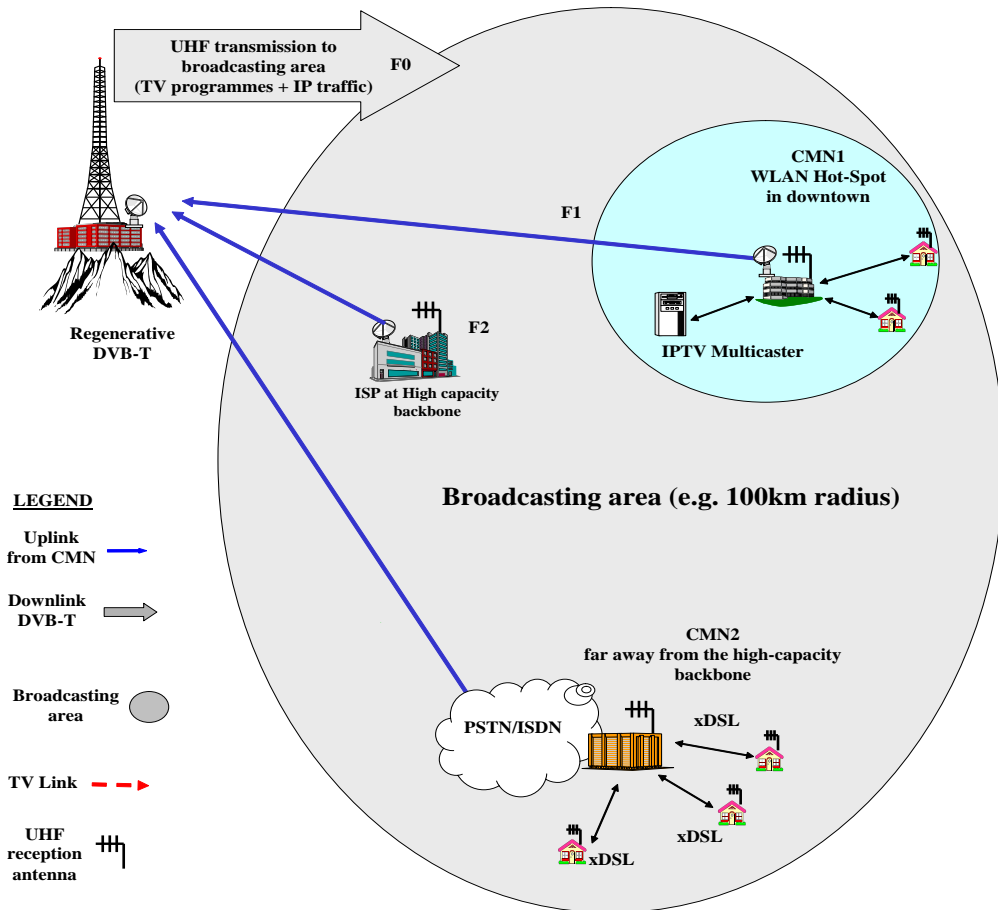 UHF transmission to
broadcasting area
(TV programmes + IP traffic)
F0
CMN1
WLAN Hot-Spot
in downtown
F1
Regenerative
DVB-T
F2
IPTV Multicaster
ISP at High capacity
backbone
Broadcasting area (e.g. 100km radius)
LEGEND
Uplink
from CMN
Downlink
DVB-T
Broadcasting
area
TV Link
UHF
reception
antenna
CMN2
far away from the high-capacity
backbone
PSTN/ISDN
xDSL
xDSL
xDSL